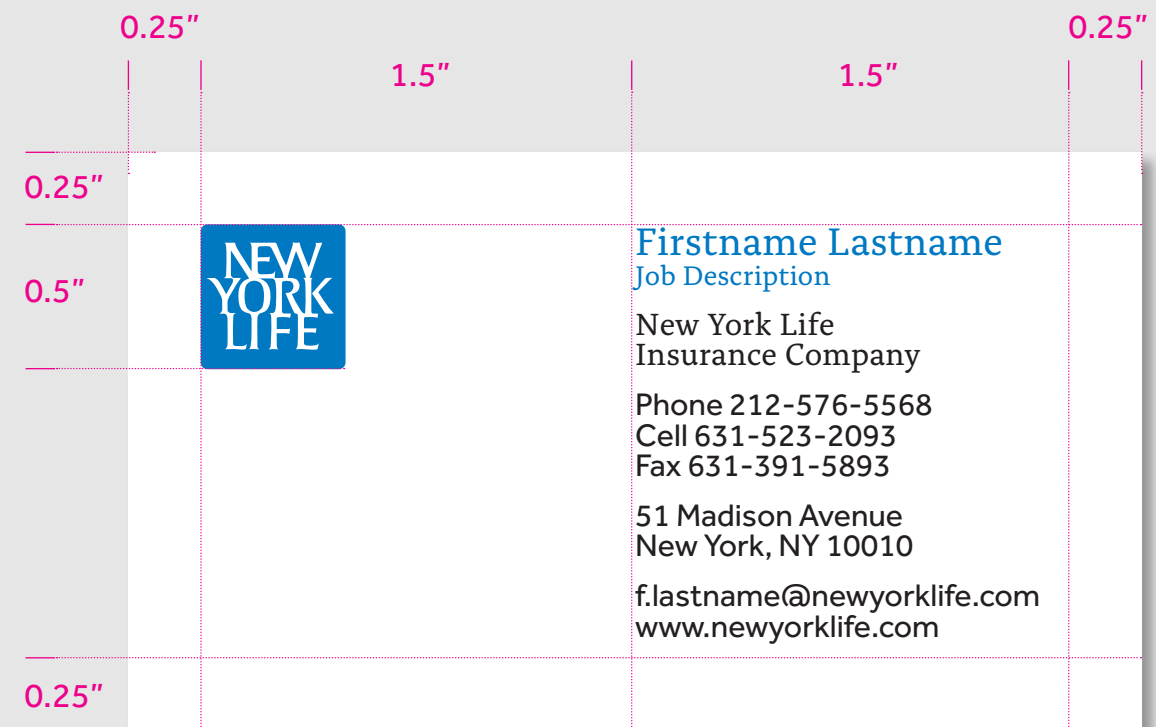 0.25″
0.25″
1.5″
1.5″
0.25″
0.5″
NEW
YORK
LIFE
Firstname Lastname
Job Description
New York Life
Insurance Company
Phone 212-576-5568
Cell 631-523-2093
Fax 631-391-5893
51 Madison Avenue
New York, NY 10010
f.lastname@newyorklife.com
www.newyorklife.com
0.25″